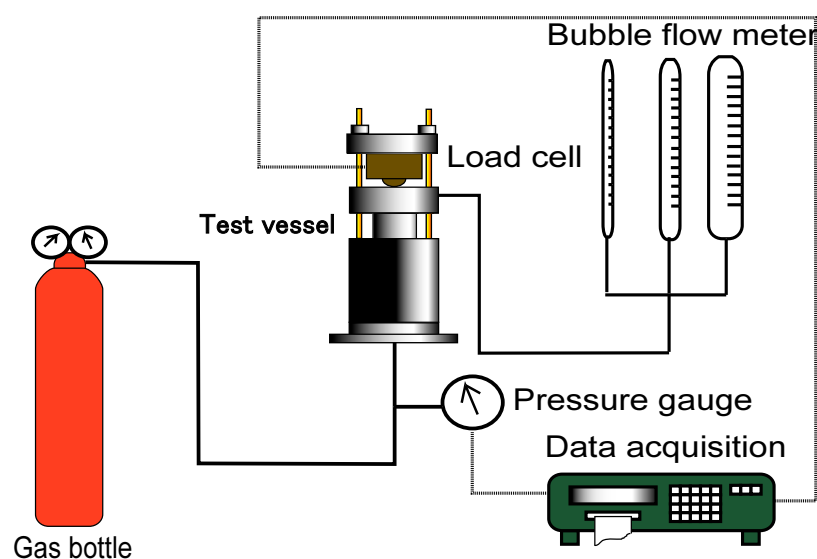 Bubble flow meter
Load cell
Test vessel
Pressure gauge
Data acquisition
Gas bottle